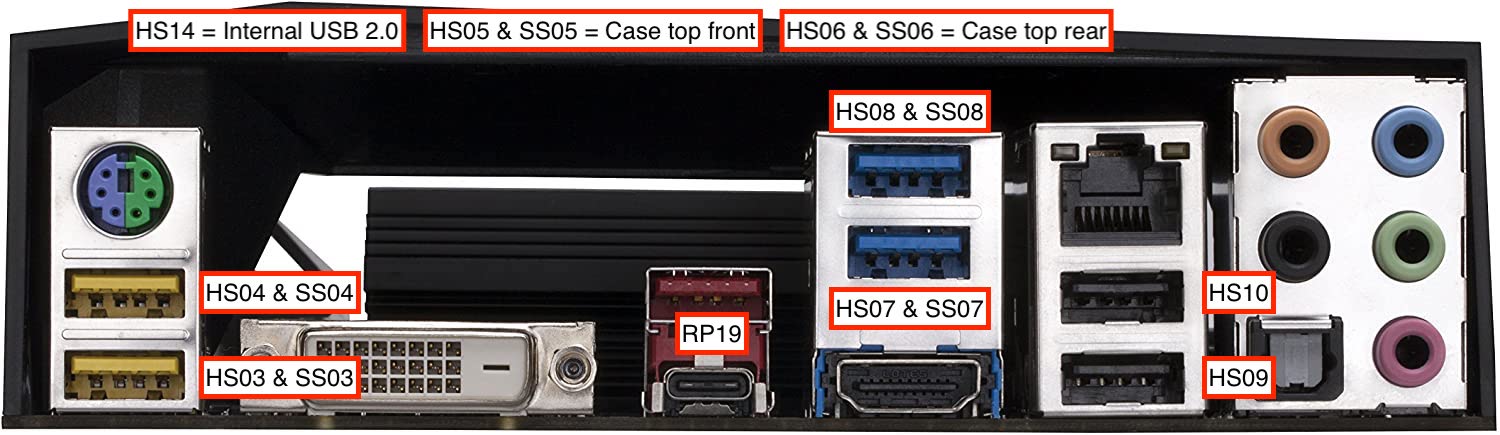 HS14 = Internal USB 2.0
HS05 & SS05 = Case top front
HS06 & SS06 = Case top rear
HS08 & SS08
HS04 & SS04
HS07 & SS07
HS10
RP19
HS03 & SS03
LOTES
HS09